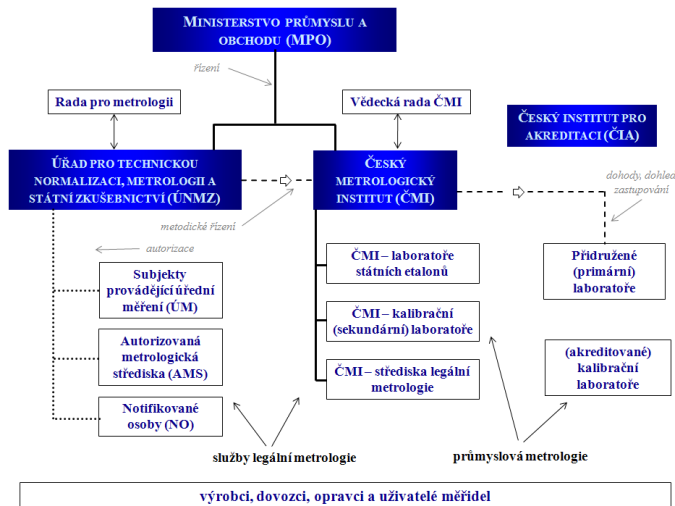 MINISTERSTVO PRŮMYSLU A
OBCHODU (MPO)
řízení
Rada pro metrologii
Vědecká rada ČMI
ČESKÝ INSTITUT PRO
AKREDITACI (ČIA)
ÚŘAD PRO TECHNICKOU
NORMALIZACI, METROLOGII A
STÁTNÍ ZKUŠEBNICTVÍ (ÚNMZ)
ČESKÝ
METROLOGICKÝ
INSTITUT (ČMI)
dohody, dohled
zastupování
metodické řízení
autorizace
Subjekty
provádějící úřední
měření (ÚM)
ČMI – laboratoře
státních etalonů
Přidružené
(primární)
laboratoře
ČMI – kalibrační
(sekundární) laboratoře
Autorizovaná
metrologická
střediska (AMS)
ČMI – střediska legální
metrologie
(akreditované)
kalibrační
laboratoře
Notifikované
osoby (NO)
služby legální metrologie
průmyslová metrologie
výrobci, dovozci, opravci a uživatelé měřidel